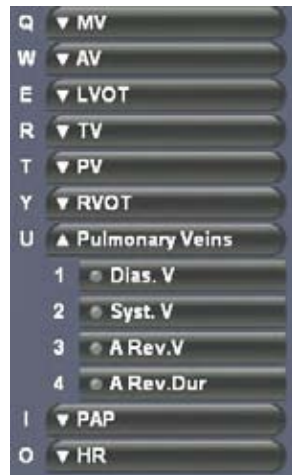 Q ▼ MV
W ▼ AV
E ▼ LVOT
R ▼ TV
T ▼ PV
Y ▼ RVOT
U ▲ Pulmonary Veins
1 Dias. V
2 Syst. V
3 A Rev.V
4 A Rev.Dur
I ▼ PAP
O ▼ HR